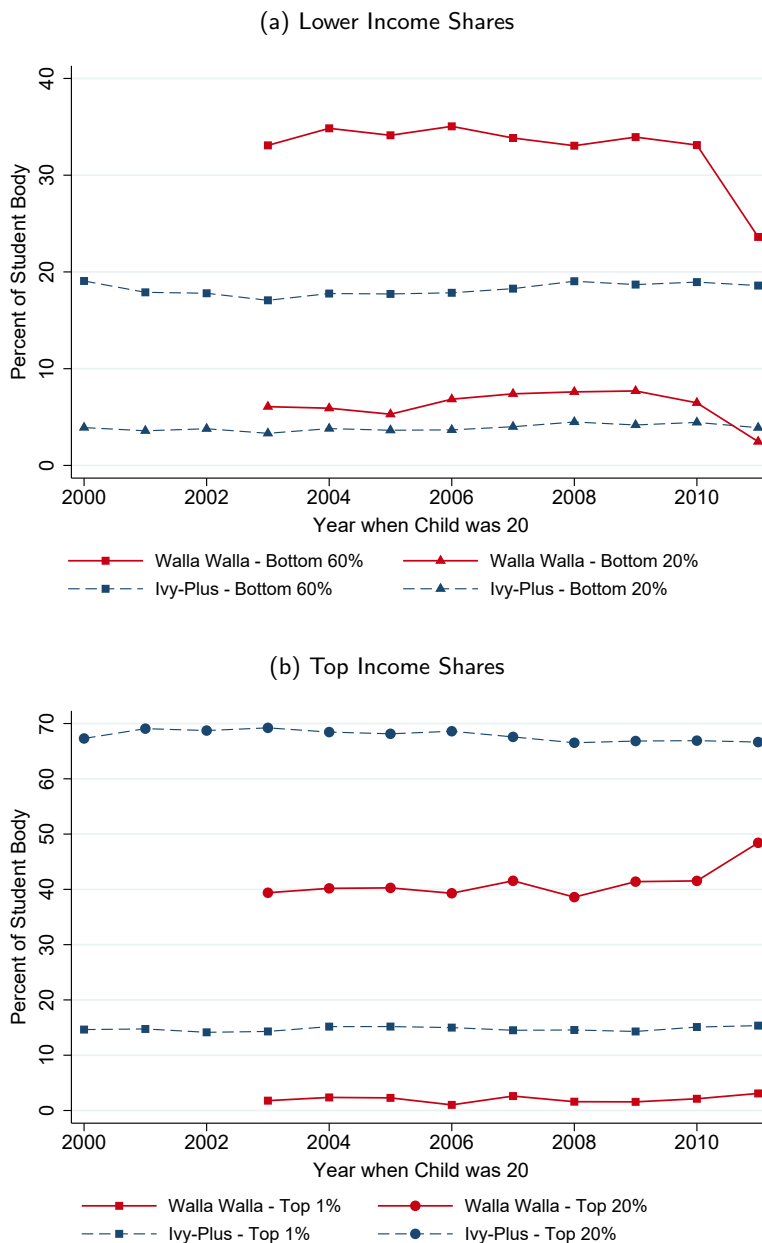 (a) Lower Income Shares
Percent of Student Body
40
30
20
10
0
2000 2002 2004 2006 2008 2010
Year when Child was 20
Walla Walla - Bottom 60% Walla Walla - Bottom 20%
Ivy-Plus - Bottom 60% Ivy-Plus - Bottom 20%
(b) Top Income Shares
Percent of Student Body
70
60
50
40
30
20
10
0
2000 2002 2004 2006 2008 2010
Year when Child was 20
Walla Walla - Top 1% Walla Walla - Top 20%
Ivy-Plus - Top 1% Ivy-Plus - Top 20%